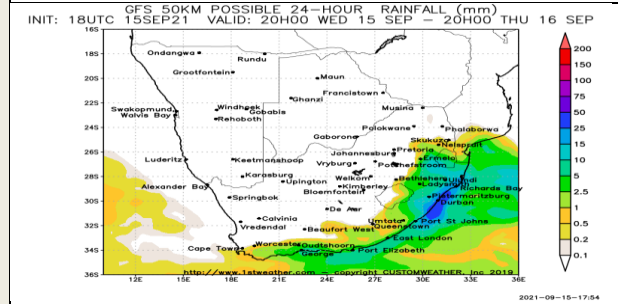 GFS 50KM POSSIBLE 24-HOUR RAINFALL (mm)
INIT: 18UTC 15SEP21 VALID: 20H00 WED 15 SEP – 20H00 THU 16 SEP
16S
18S
20S
22S
24S
26S
28S
30S
32S
34S
36S
Ondangwa
Rundu
Grootfontein
Maun
Francistown
Ghanzi
Musina
Swakopmund
Windhoek
Gobabis
Walvis Bay
Rehoboth
Polokwane
Phalaborwa
Gaborone
Skukuza
Nelspruit
Johannesburg
Pretoria
Luderitz
Keetmanshoop
Vryburg
Potchefstroom
Ermelo
Karasburg
Welkom
Bethlehem
Ulundi
Alexander Bay
Upington
Kimberley
Ladysmith
Richards Bay
Springbok
Bloemfontein
Pietermaritzburg
Durban
De Aar
Calvinia
Umtata
Port St Johns
Vredendal
Beaufort West
Queenstown
East London
Cape Town
Worcester
Oudtshoorn
George
Port Elizabeth
http://www.1stweather.com – copyright CUSTOMWEATHER, Inc 2019
12E
15E
18E
21E
24E
27E
30E
33E
36E
200
150
100
75
50
25
15
10
5
2.5
1
0.5
0.2
0.1
2021-09-15-17:54